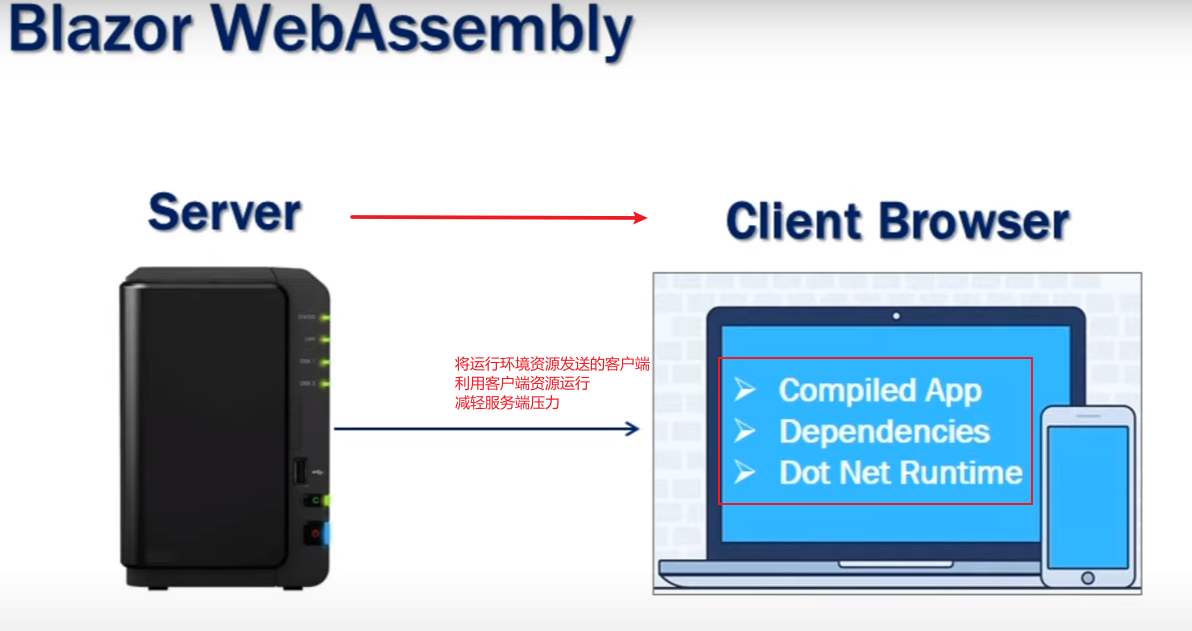 Blazor WebAssembly
Server
Client Browser
将运行环境资源发送的客户端
利用客户端资源运行
减轻服务端压力
➢ Compiled App
➢ Dependencies
➢ Dot Net Runtime
C